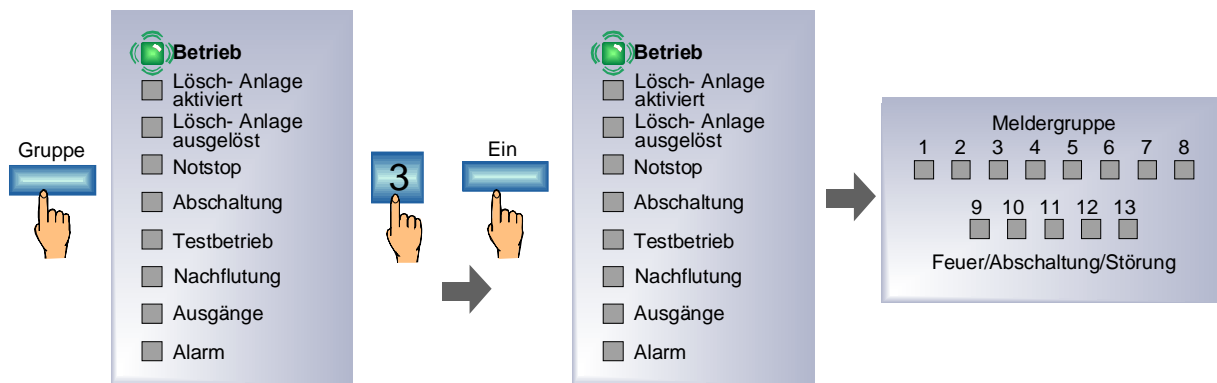 Gruppe
Betrieb
Lösch- Anlage
aktiviert
Lösch- Anlage
ausgelöst
Notstop
Abschaltung
Testbetrieb
Nachflutung
Ausgänge
Alarm
3
Ein
Betrieb
Lösch- Anlage
aktiviert
Lösch- Anlage
ausgelöst
Notstop
Abschaltung
Testbetrieb
Nachflutung
Ausgänge
Alarm
Meldergruppe
1 2 3 4 5 6 7 8
9 10 11 12 13
Feuer/Abschaltung/Störung